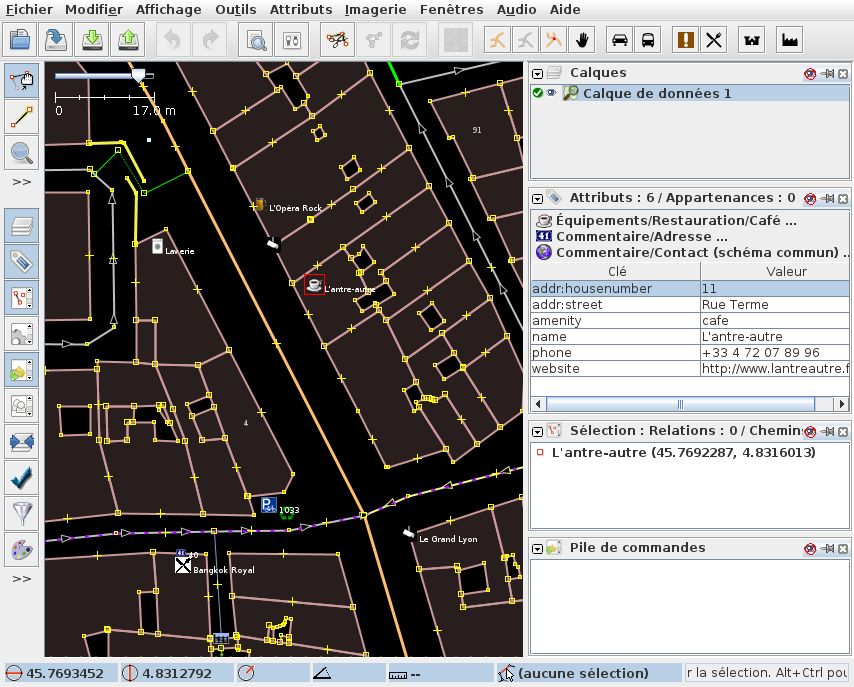 Fichier Modifier Affichage Outils Attributs Imagerie Fenêtres Audio Aide
0 17.0 m
91
L'Opéra Rock
Laverie
L'antre-autre
4
1033
Le Grand Lyon
40
Bangkok Royal
>>
>>
Calques
Calque de données 1
Attributs : 6 / Appartenances : 0
Équipements/Restauration/Café ...
41 Commentaire/Adresse ...
Commentaire/Contact (schéma commun) ..
Clé Valeur
addr:housenumber 11
addr:street Rue Terme
amenity cafe
name L'antre-autre
phone +33 4 72 07 89 96
website http://www.lantreautre.f
Sélection : Relations : 0 / Chemin
L'antre-autre (45.7692287, 4.8316013)
Pile de commandes
45.7693452 4.8312792 -- (aucune sélection) r la sélection. Alt+Ctrl pou